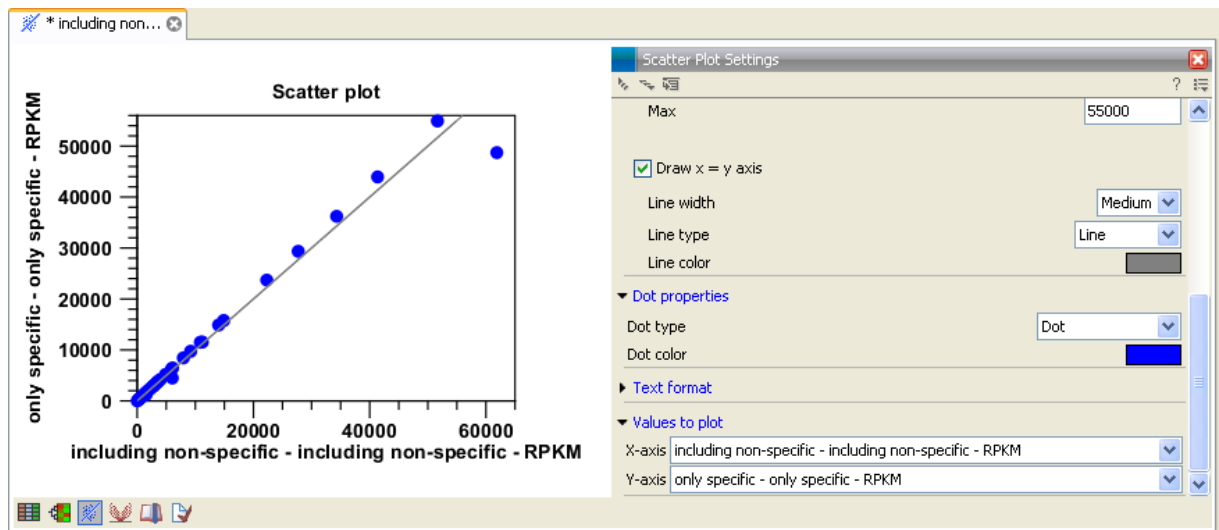 * including non...
Scatter plot
only specific - only specific - RPKM
50000
40000
30000
20000
10000
0
0 20000 40000 60000
including non-specific - including non-specific - RPKM
Scatter Plot Settings
?
Max 55000
Draw x = y axis
Line width Medium
Line type Line
Line color
Dot properties
Dot type Dot
Dot color
Text format
Values to plot
X-axis including non-specific - including non-specific - RPKM
Y-axis only specific - only specific - RPKM